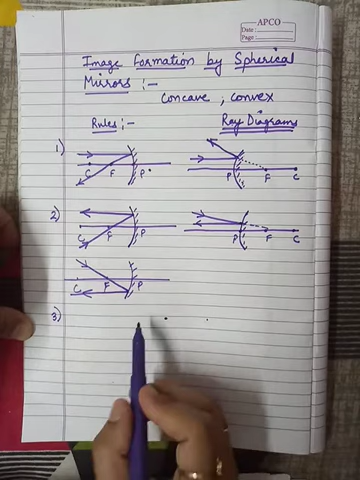 APCO
Date:
Page:
Image Formation by Spherical
Mirrors :-
Concave , convex
Rules :-
Ray Diagrams
1)
C F P
P F C
2)
C F P
P F C
C F P
3)